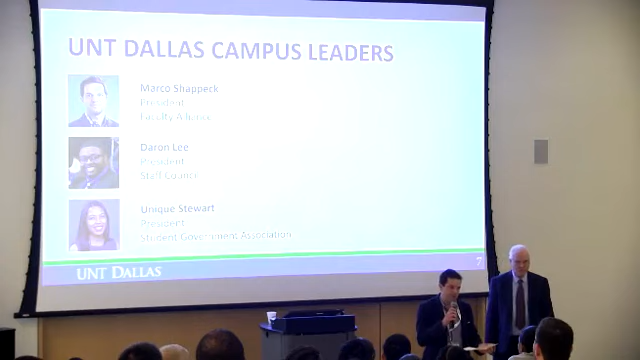 UNT DALLAS CAMPUS LEADERS
Marco Shappeck
President
Faculty Alliance
Daron Lee
President
Staff Council
Unique Stewart
President
Student Government Association
UNT DALLAS
7